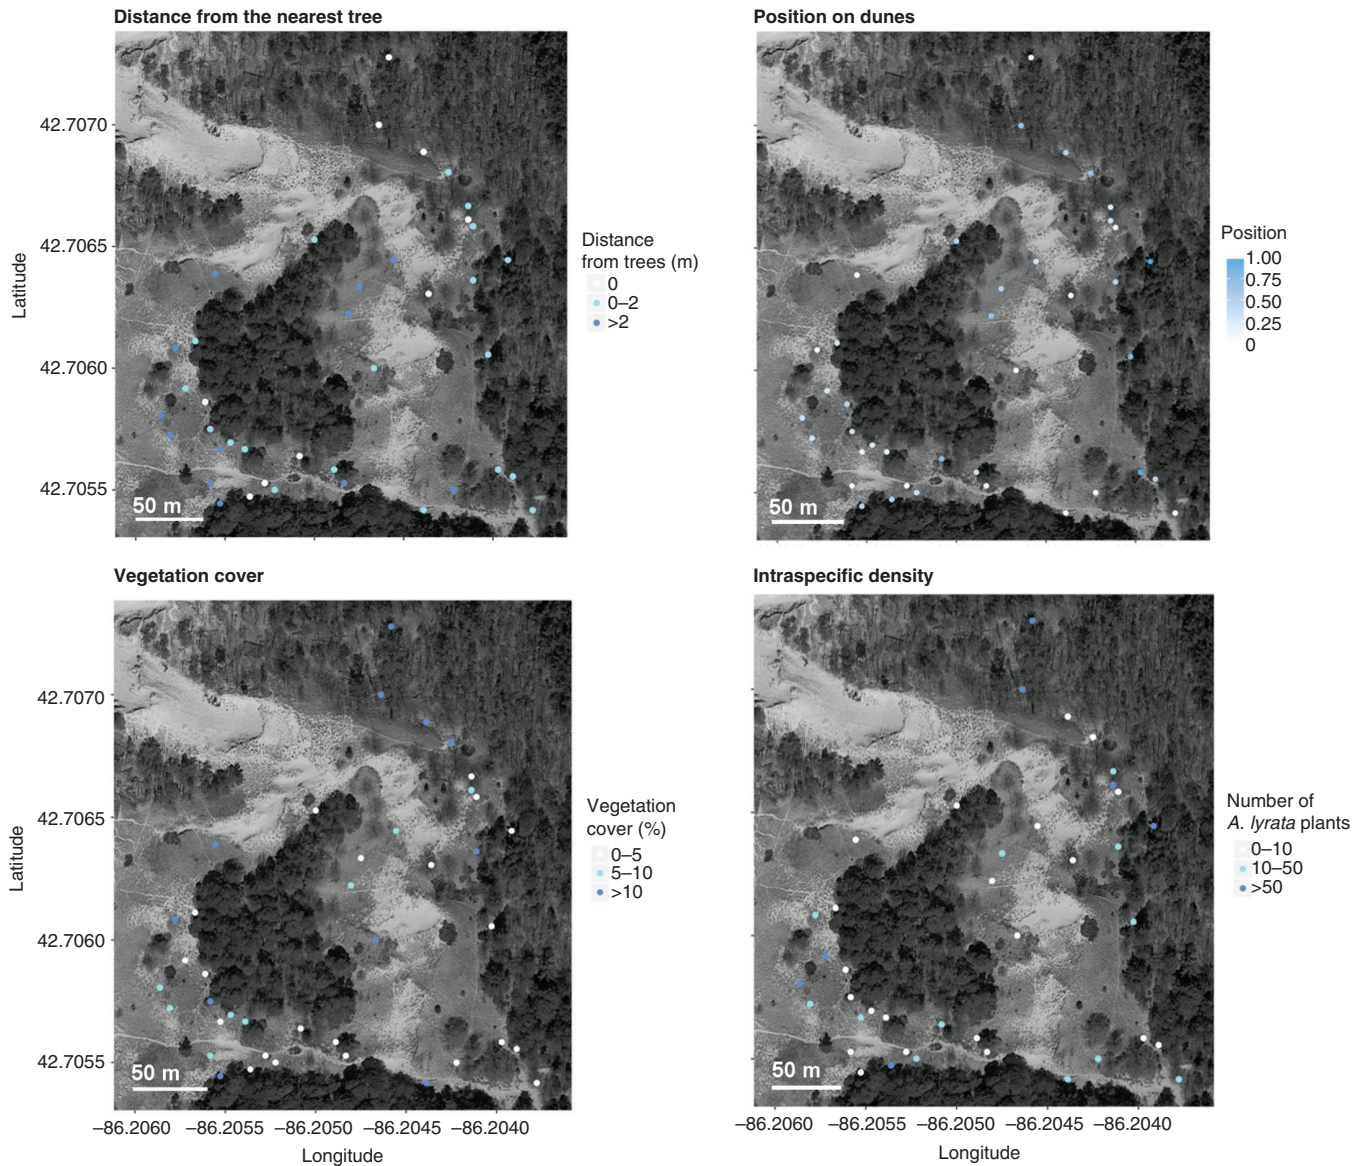 Distance from the nearest tree
Position on dunes
42.7070
42.7065
42.7060
42.7055
Latitude
50 m
Distance
from trees (m)
0
0–2
>2
50 m
Position
1.00
0.75
0.50
0.25
0
Vegetation cover
Intraspecific density
42.7070
42.7065
42.7060
42.7055
Latitude
50 m
Vegetation
cover (%)
0–5
5–10
>10
50 m
Number of
A. lyrata plants
0–10
10–50
>50
–86.2060 –86.2055 –86.2050 –86.2045 –86.2040
Longitude
–86.2060 –86.2055 –86.2050 –86.2045 –86.2040
Longitude